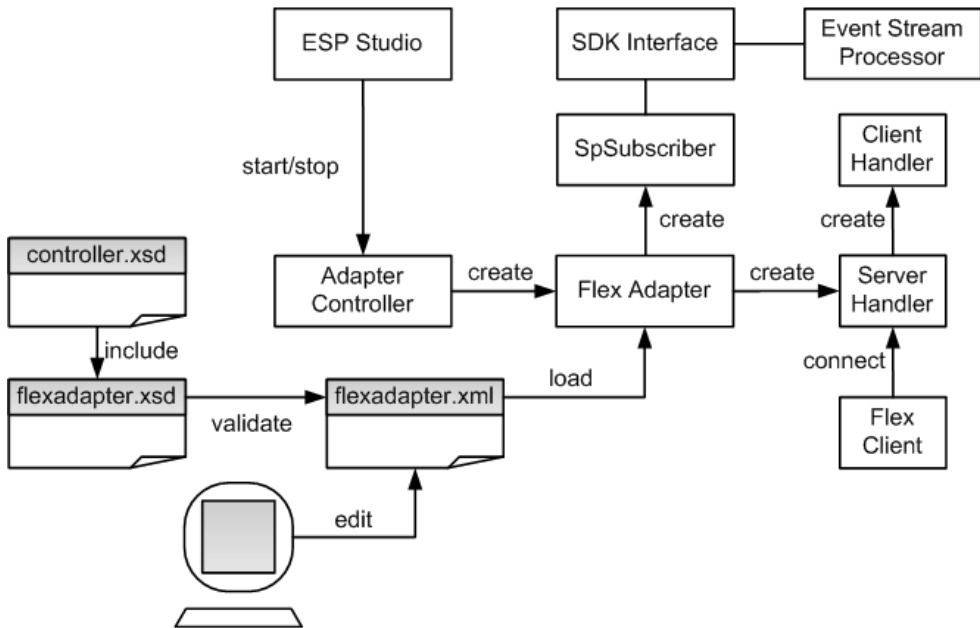 ESP Studio
SDK Interface
Event Stream
Processor
SpSubscriber
Client
Handler
start/stop
create
create
controller.xsd
Adapter
Controller
create
Flex Adapter
create
Server
Handler
include
connect
flexadapter.xsd
validate
flexadapter.xml
load
Flex
Client
edit